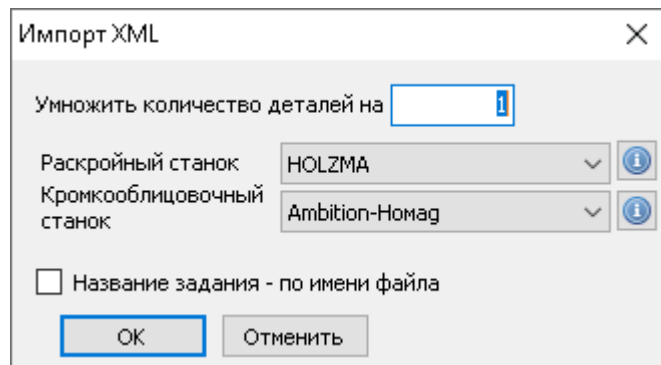 Импорт XML
Умножить количество деталей на 1
Раскройный станок HOLZMA
Кромкооблицовочный станок Ambition-Homag
Название задания - по имени файла
OK Отменить